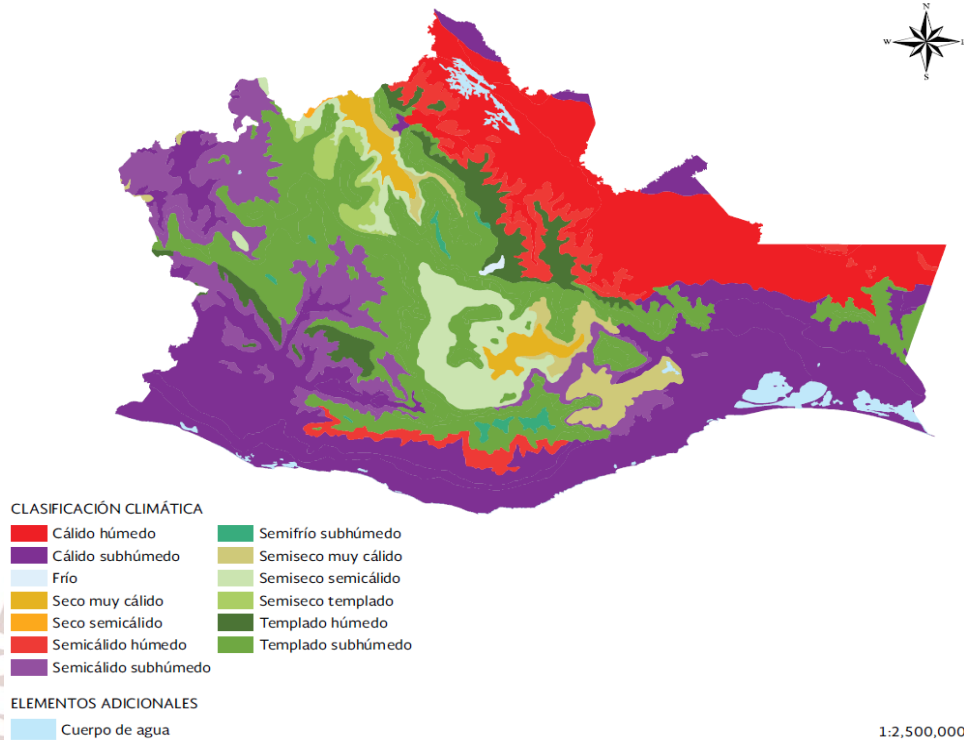 N
W
E
S
CLASIFICACIÓN CLIMÁTICA
Cálido húmedo
Cálido subhúmedo
Frío
Seco muy cálido
Seco semicálido
Semicálido húmedo
Semicálido subhúmedo
Semifrío subhúmedo
Semiseco muy cálido
Semiseco semicálido
Semiseco templado
Templado húmedo
Templado subhúmedo
ELEMENTOS ADICIONALES
Cuerpo de agua
1:2,500,000